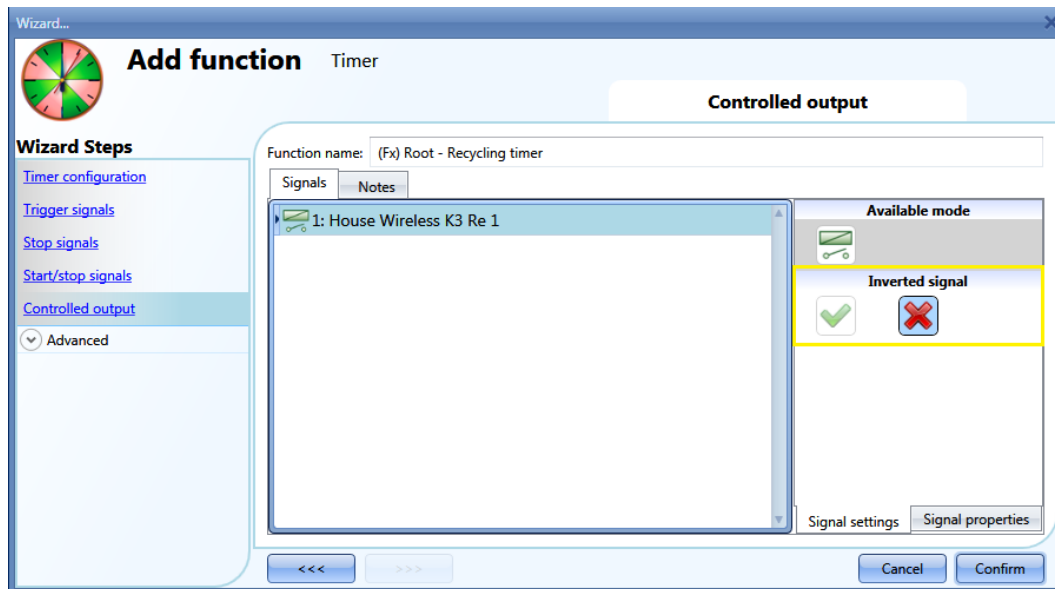 Wizard...
Add function Timer
Controlled output
Wizard Steps
Timer configuration
Trigger signals
Stop signals
Start/stop signals
Controlled output
Advanced
Function name: (Fx) Root - Recycling timer
Signals Notes
1: House Wireless K3 Re 1
Available mode
Inverted signal
Signal settings Signal properties
<<< >>> Cancel Confirm